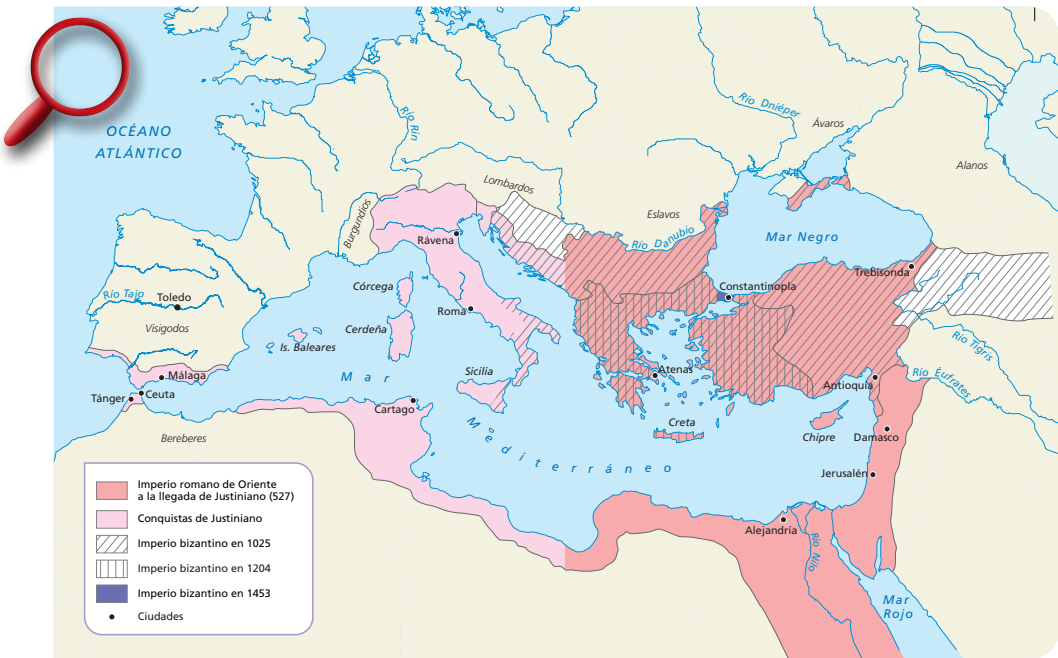 OCÉANO
ATLÁNTICO
Río Rin
Río Dniéper
Ávaros
Alanos
Lombardos
Burgundios
Eslavos
Río Danubio
Mar Negro
Rávena
Trebisonda
Constantinopla
Córcega
Roma
Río Tajo
Toledo
Visigodos
Cerdeña
Is. Baleares
Río Tigris
Málaga
Ceuta
Tánger
Mar
Sicilia
Atenas
Antioquía
Río Éufrates
Cartago
Bereberes
Mediterráneo
Creta
Chipre
Damasco
Jerusalén
Alejandría
Río Nilo
Mar
Rojo
Imperio romano de Oriente
a la llegada de Justiniano (527)
Conquistas de Justiniano
Imperio bizantino en 1025
Imperio bizantino en 1204
Imperio bizantino en 1453
Ciudades